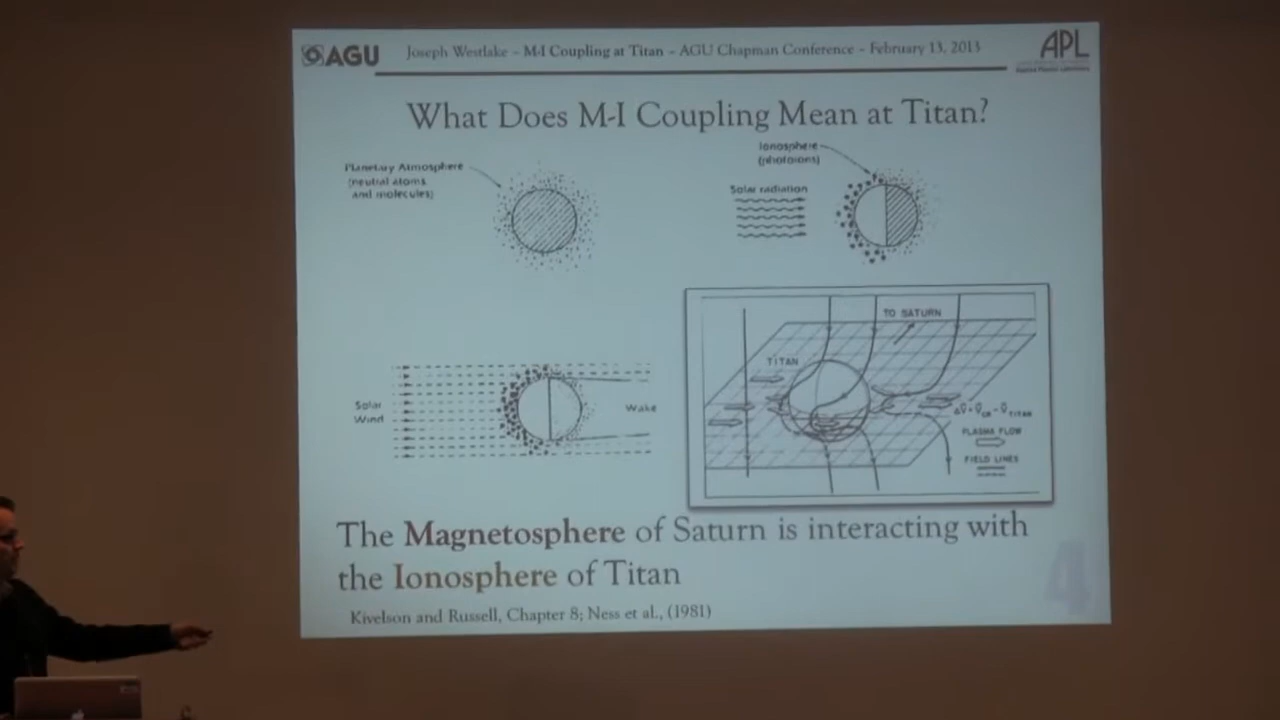 AGU
Joseph Westlake – M-I Coupling at Titan – AGU Chapman Conference – February 13, 2013
APL
What Does M-I Coupling Mean at Titan?
Planetary Atmosphere
(neutral atoms
and molecules)
Ionosphere
(photoions)
Solar radiation
Solar
Wind
Wake
TO SATURN
TITAN
PLASMA FLOW
FIELD LINES
The Magnetosphere of Saturn is interacting with
the Ionosphere of Titan
Kivelson and Russell, Chapter 8; Ness et al., (1981)
4